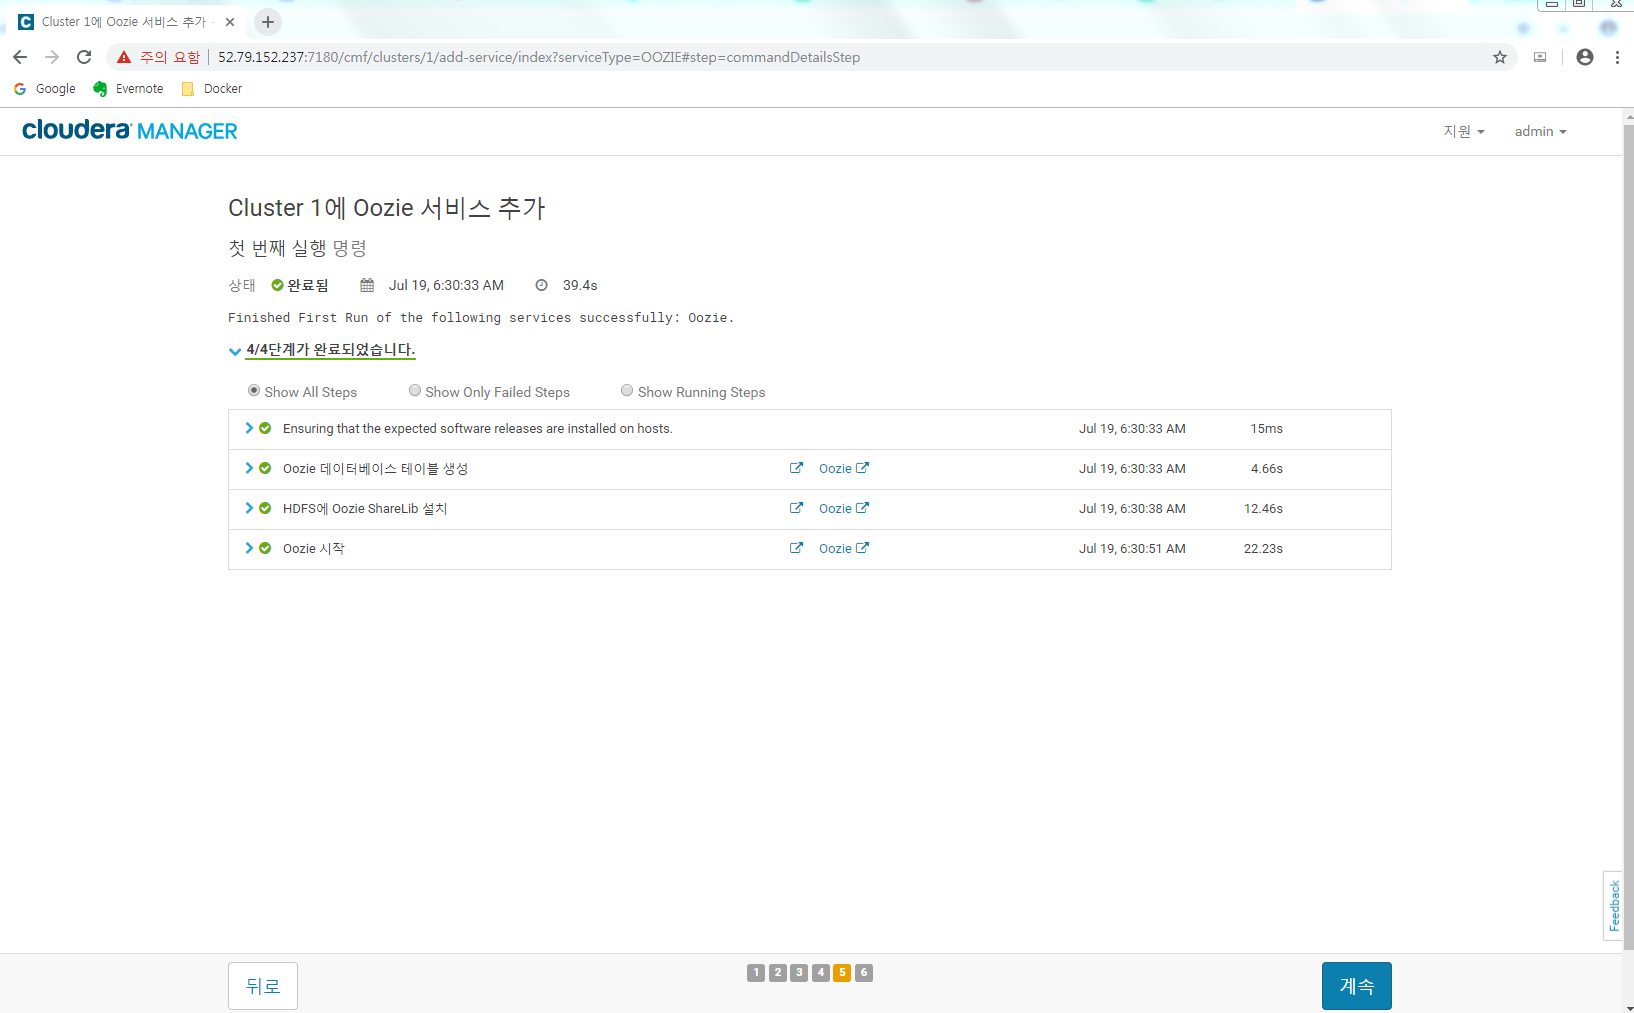 Cluster 1에 Oozie 서비스 추가 -
주의 요함 | 52.79.152.237:7180/cmf/clusters/1/add-service/index?serviceType=OOZIE#step=commandDetailsStep
Google Evernote Docker
cloudera MANAGER 지원 admin
Cluster 1에 Oozie 서비스 추가
첫 번째 실행 명령
상태 완료됨 Jul 19, 6:30:33 AM 39.4s
Finished First Run of the following services successfully: Oozie.
4/4단계가 완료되었습니다.
Show All Steps Show Only Failed Steps Show Running Steps
Ensuring that the expected software releases are installed on hosts. Jul 19, 6:30:33 AM 15ms
Oozie 데이터베이스 테이블 생성 Oozie Jul 19, 6:30:33 AM 4.66s
HDFS에 Oozie ShareLib 설치 Oozie Jul 19, 6:30:38 AM 12.46s
Oozie 시작 Oozie Jul 19, 6:30:51 AM 22.23s
Feedback
뒤로 1 2 3 4 5 6 계속